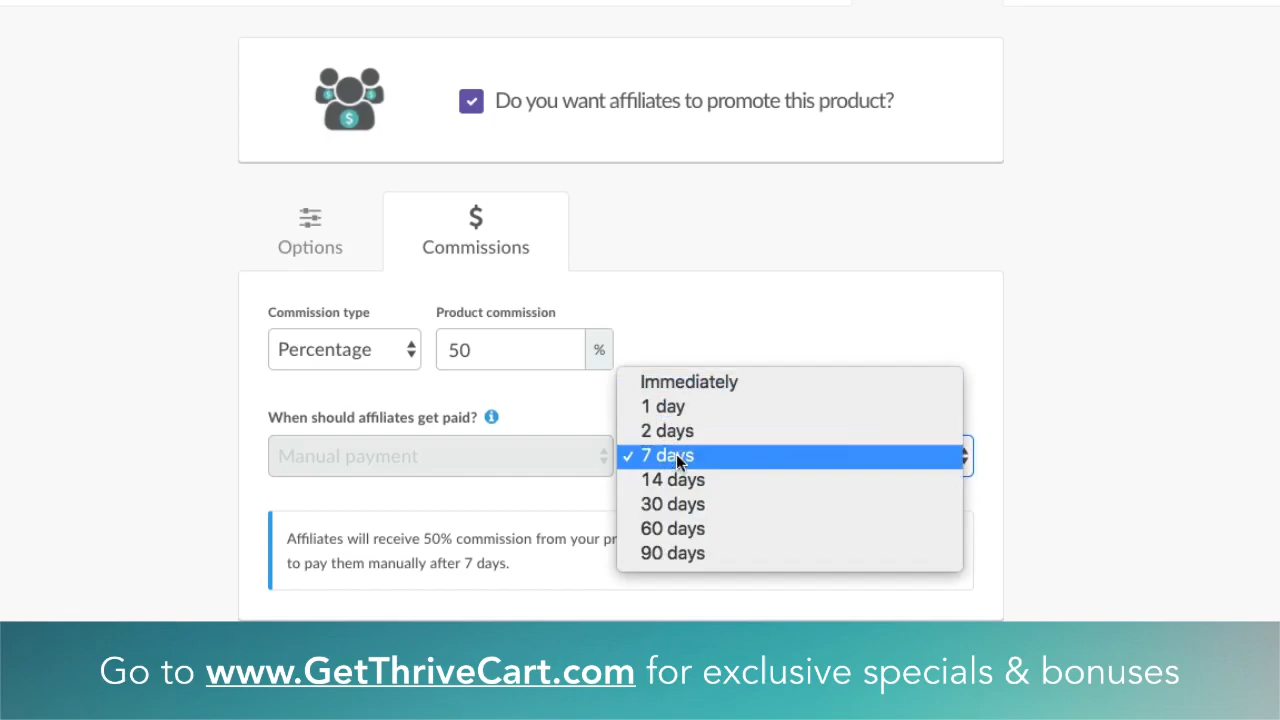 Do you want affiliates to promote this product?
$
$
$
$
Options
Commissions
Commission type
Product commission
Percentage
50
%
Immediately
1 day
2 days
When should affiliates get paid?
Manual payment
✓ 7 days
14 days
30 days
60 days
90 days
Affiliates will receive 50% commission from your pr
to pay them manually after 7 days.
Go to www.GetThriveCart.com for exclusive specials & bonuses